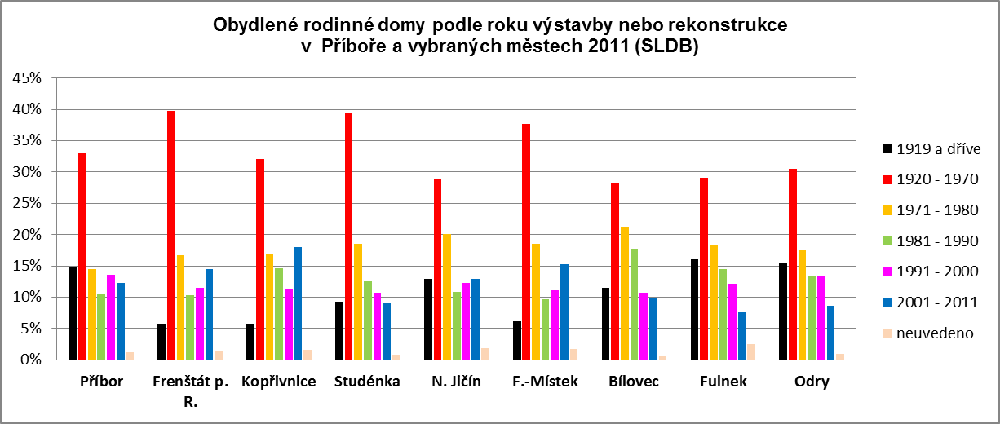 Obydlené rodinné domy podle roku výstavby nebo rekonstrukce
v Příboře a vybraných městech 2011 (SLDB)
45%
40%
35%
30%
25%
20%
15%
10%
5%
0%
Příbor
Frenštát p.
R.
Kopřivnice
Studénka
N. Jičín
F.-Místek
Bílovec
Fulnek
Odry
1919 a dříve
1920 - 1970
1971 - 1980
1981 - 1990
1991 - 2000
2001 - 2011
neuvedeno